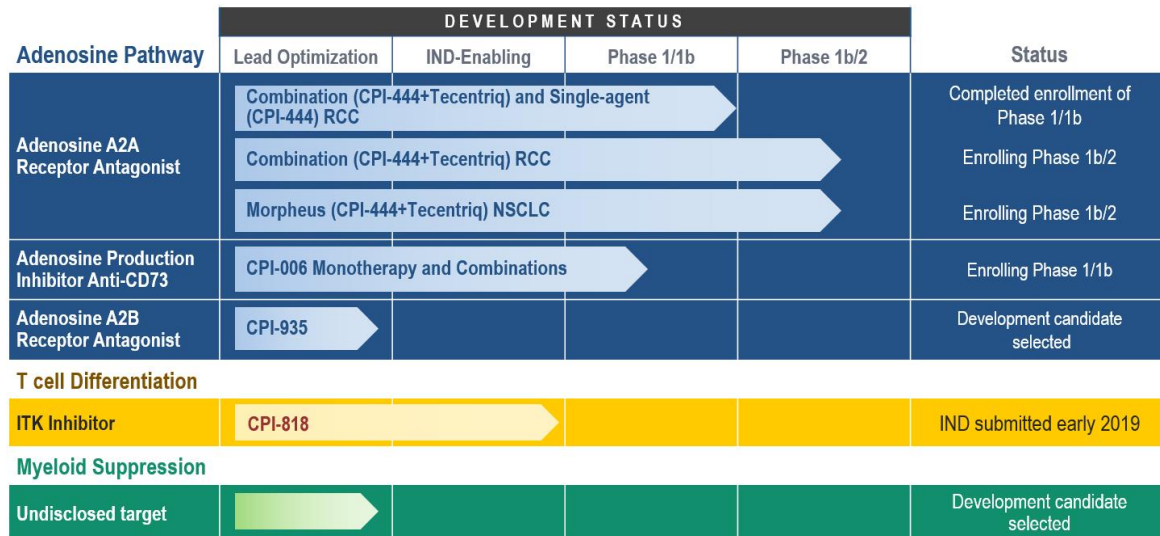 DEVELOPMENT STATUS
Adenosine Pathway
Lead Optimization
IND-Enabling
Phase 1/1b
Phase 1b/2
Status
Adenosine A2A
Receptor Antagonist
Combination (CPI-444+Tecentriq) and Single-agent
(CPI-444) RCC
Completed enrollment of
Phase 1/1b
Combination (CPI-444+Tecentriq) RCC
Enrolling Phase 1b/2
Morpheus (CPI-444+Tecentriq) NSCLC
Enrolling Phase 1b/2
Adenosine Production
Inhibitor Anti-CD73
CPI-006 Monotherapy and Combinations
Enrolling Phase 1/1b
Adenosine A2B
Receptor Antagonist
CPI-935
Development candidate
selected
T cell Differentiation
ITK Inhibitor
CPI-818
IND submitted early 2019
Myeloid Suppression
Undisclosed target
Development candidate
selected